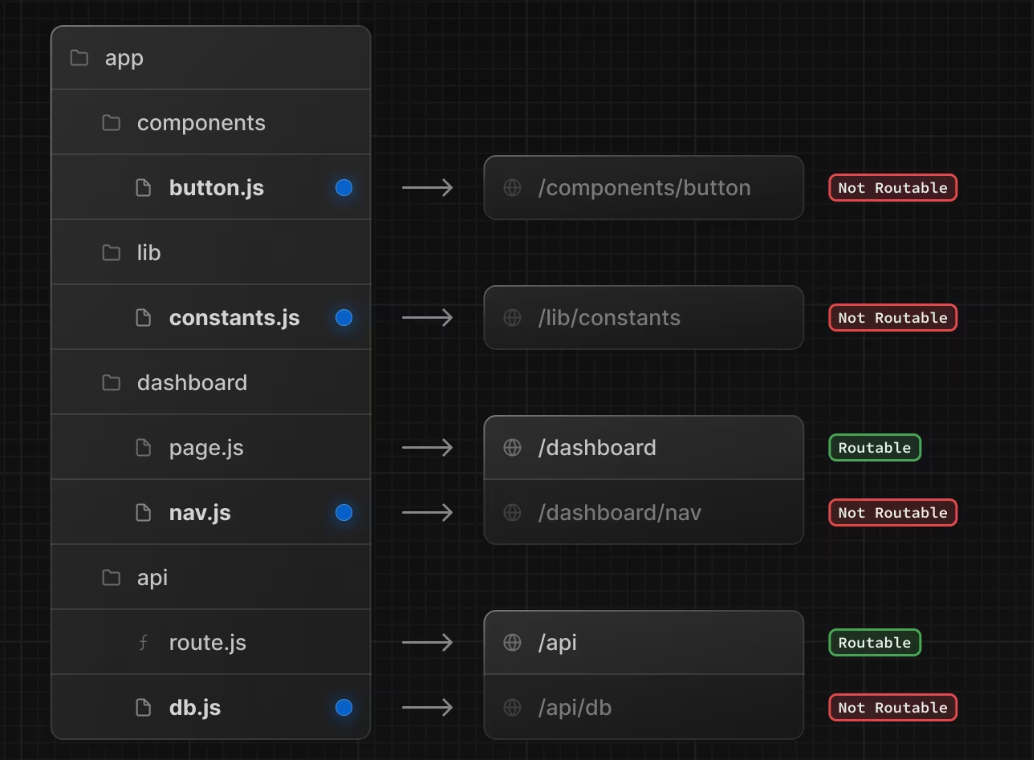 app
components
button.js /components/button Not Routable
lib
constants.js /lib/constants Not Routable
dashboard
page.js /dashboard Routable
nav.js /dashboard/nav Not Routable
api
route.js /api Routable
db.js /api/db Not Routable